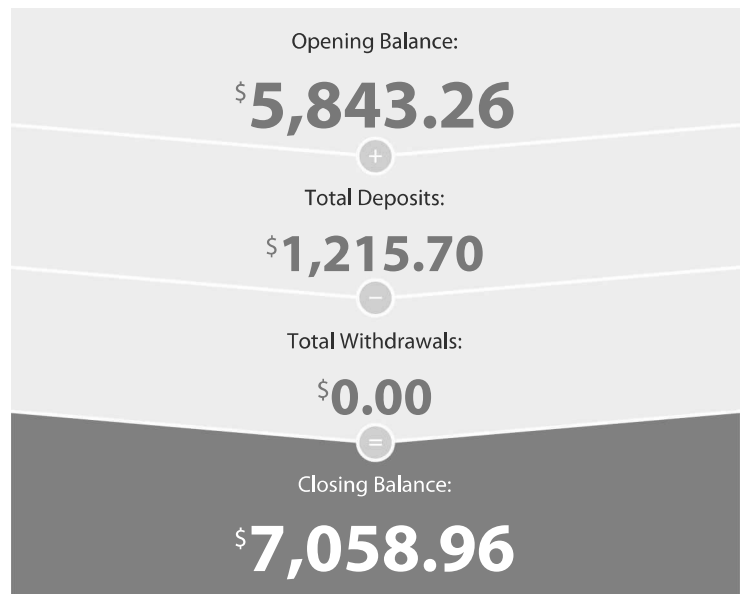 Opening Balance:
$5,843.26
+
Total Deposits:
$1,215.70
−
Total Withdrawals:
$0.00
=
Closing Balance:
$7,058.96